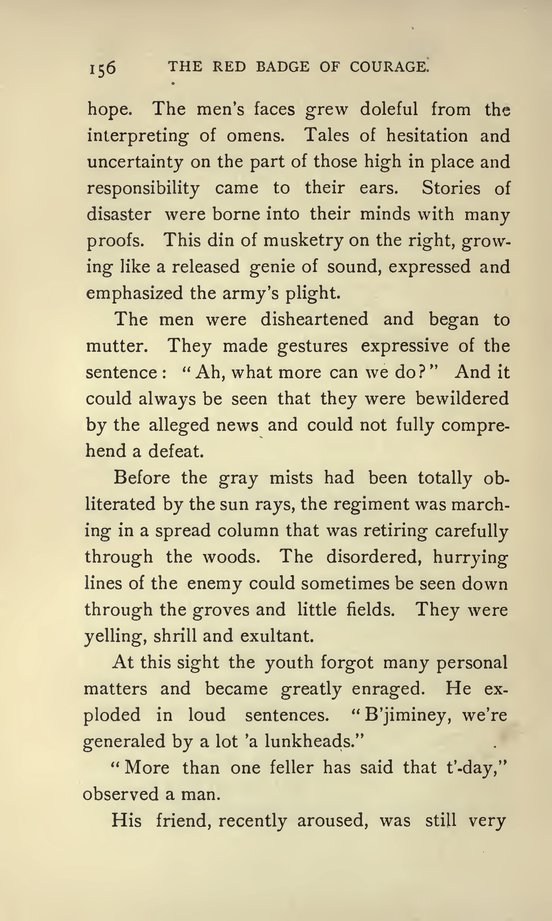 156 THE RED BADGE OF COURAGE.
hope. The men's faces grew doleful from the
interpreting of omens. Tales of hesitation and
uncertainty on the part of those high in place and
responsibility came to their ears. Stories of
disaster were borne into their minds with many
proofs. This din of musketry on the right, grow-
ing like a released genie of sound, expressed and
emphasized the army's plight.
The men were disheartened and began to
mutter. They made gestures expressive of the
sentence: "Ah, what more can we do?" And it
could always be seen that they were bewildered
by the alleged news and could not fully compre-
hend a defeat.
Before the gray mists had been totally ob-
literated by the sun rays, the regiment was march-
ing in a spread column that was retiring carefully
through the woods. The disordered, hurrying
lines of the enemy could sometimes be seen down
through the groves and little fields. They were
yelling, shrill and exultant.
At this sight the youth forgot many personal
matters and became greatly enraged. He ex-
ploded in loud sentences. "B'jiminey, we're
generaled by a lot 'a lunkheads."
"More than one feller has said that t'-day,"
observed a man.
His friend, recently aroused, was still very